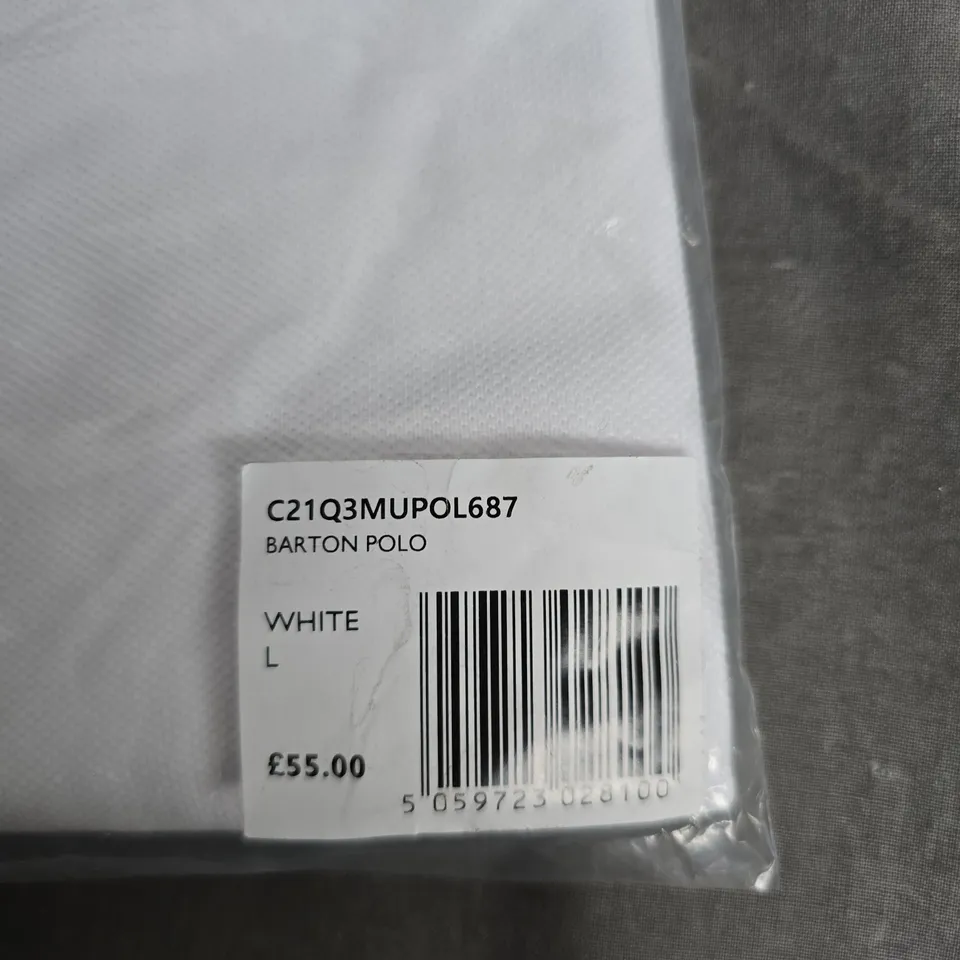 C21Q3MUPOL687
BARTON POLO
WHITE
L
£55.00
5 059723 028100